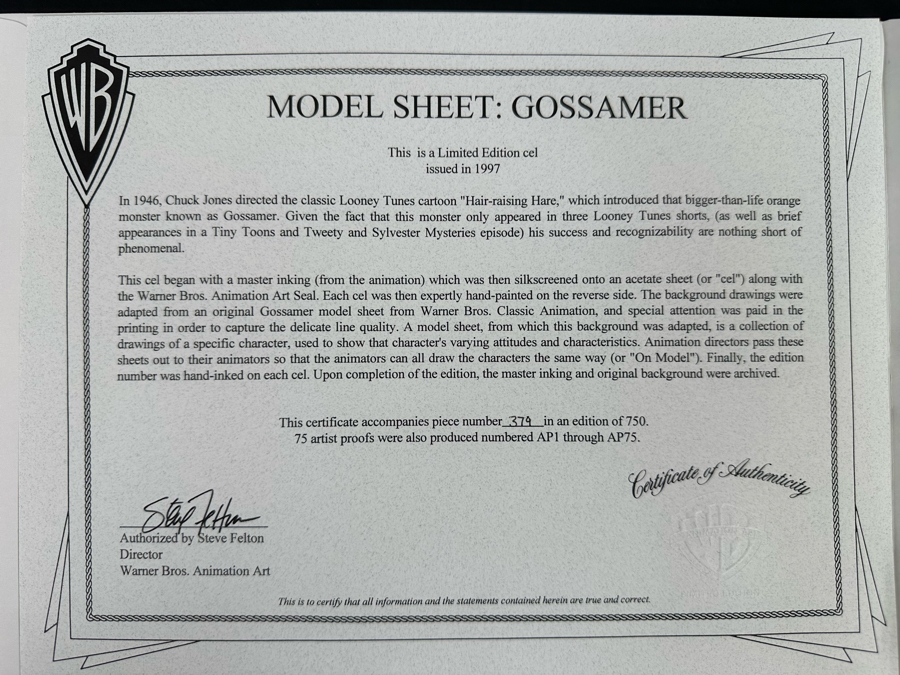 WB
MODEL SHEET: GOSSAMER
This is a Limited Edition cel
issued in 1997
In 1946, Chuck Jones directed the classic Looney Tunes cartoon "Hair-raising Hare," which introduced that bigger-than-life orange
monster known as Gossamer. Given the fact that this monster only appeared in three Looney Tunes shorts, (as well as brief
appearances in a Tiny Toons and Tweety and Sylvester Mysteries episode) his success and recognizability are nothing short of
phenomenal.
This cel began with a master inking (from the animation) which was then silkscreened onto an acetate sheet (or "cel") along with
the Warner Bros. Animation Art Seal. Each cel was then expertly hand-painted on the reverse side. The background drawings were
adapted from an original Gossamer model sheet from Warner Bros. Classic Animation, and special attention was paid in the
printing in order to capture the delicate line quality. A model sheet, from which this background was adapted, is a collection of
drawings of a specific character, used to show that character's varying attitudes and characteristics. Animation directors pass these
sheets out to their animators so that the animators can all draw the characters the same way (or "On Model"). Finally, the edition
number was hand-inked on each cel. Upon completion of the edition, the master inking and original background were archived.
This certificate accompanies piece number 379 in an edition of 750.
75 artist proofs were also produced numbered AP1 through AP75.
Certificate of Authenticity
Steve Felton
Authorized by Steve Felton
Director
Warner Bros. Animation Art
WB
This is to certify that all information and the statements contained herein are true and correct.